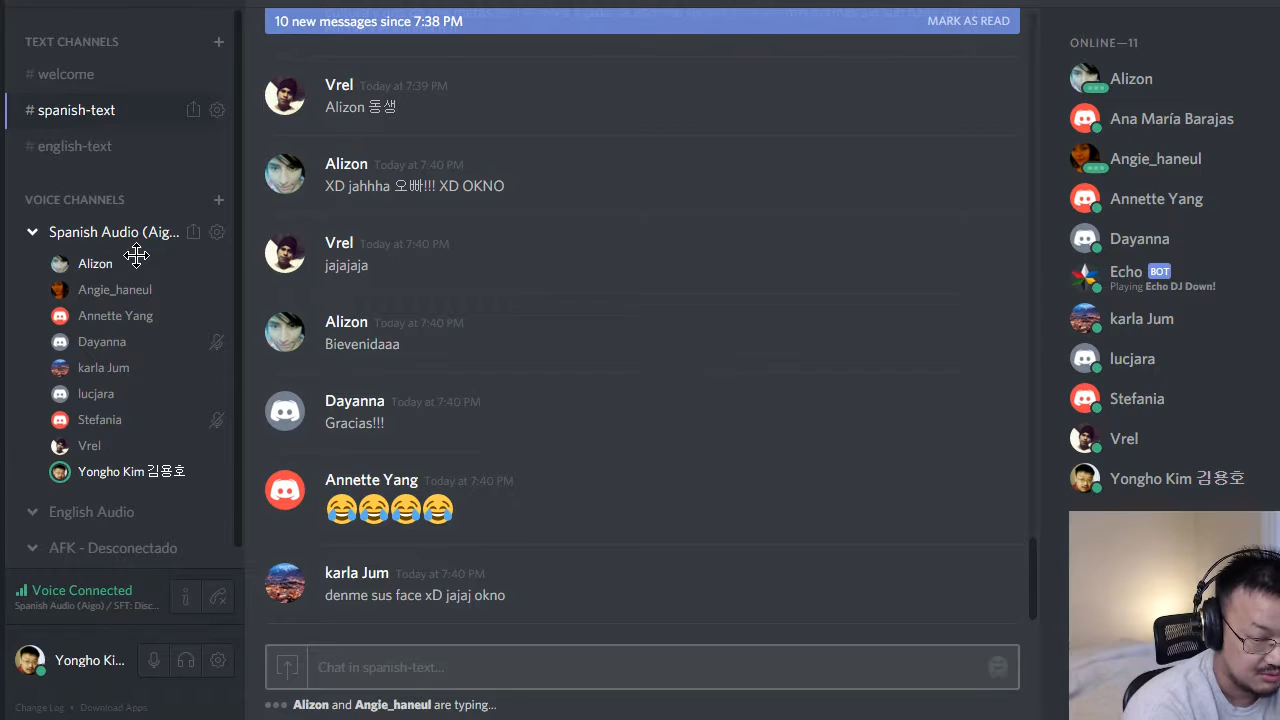 TEXT CHANNELS +
# welcome
# spanish-text
# english-text
VOICE CHANNELS +
Spanish Audio (Aig...
Alizon
Angie_haneul
Annette Yang
Dayanna
karla Jum
lucjara
Stefania
Vrel
Yongho Kim 김용호
English Audio
AFK - Desconectado
Voice Connected
Spanish Audio (Aigo) / SFT: Disc...
Yongho Ki...
Change Log • Download Apps
10 new messages since 7:38 PM MARK AS READ
Vrel Today at 7:39 PM
Alizon 동생
Alizon Today at 7:40 PM
XD jahhha 오빠!!! XD OKNO
Vrel Today at 7:40 PM
jajajaja
Alizon Today at 7:40 PM
Bievenidaaa
Dayanna Today at 7:40 PM
Gracias!!!
Annette Yang Today at 7:40 PM
😂😂😂😂
karla Jum Today at 7:40 PM
denme sus face xD jajaj okno
Chat in spanish-text...
Alizon and Angie_haneul are typing...
ONLINE—11
Alizon
Ana María Barajas
Angie_haneul
Annette Yang
Dayanna
Echo BOT
Playing Echo DJ Down!
karla Jum
lucjara
Stefania
Vrel
Yongho Kim 김용호